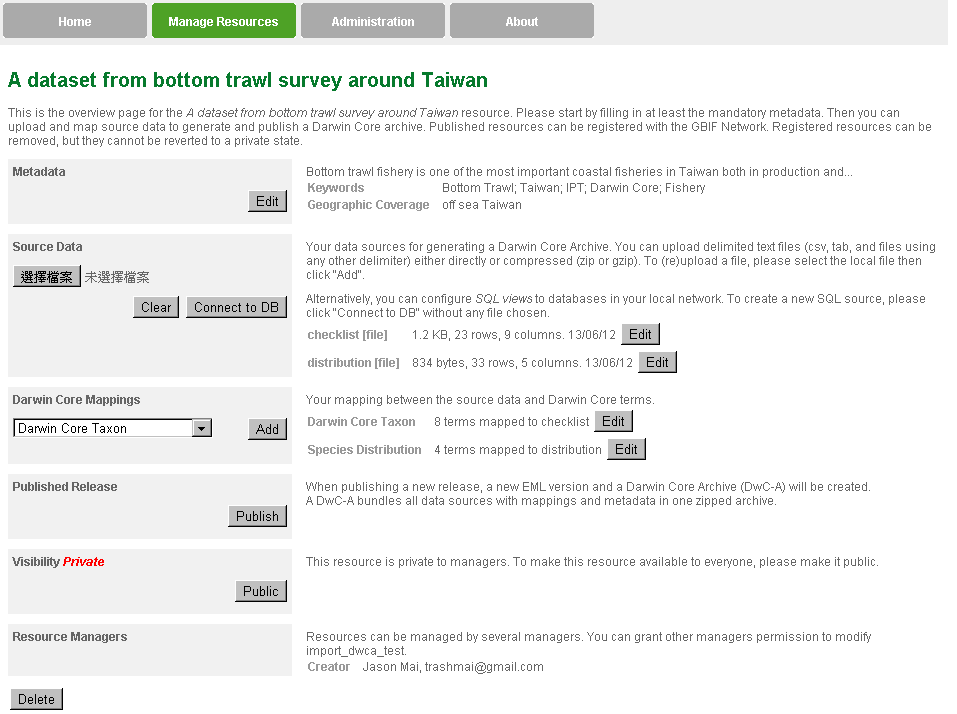 Home Manage Resources Administration About
A dataset from bottom trawl survey around Taiwan
This is the overview page for the A dataset from bottom trawl survey around Taiwan resource. Please start by filling in at least the mandatory metadata. Then you can
upload and map source data to generate and publish a Darwin Core archive. Published resources can be registered with the GBIF Network. Registered resources can be
removed, but they cannot be reverted to a private state.
Metadata
Edit
Bottom trawl fishery is one of the most important coastal fisheries in Taiwan both in production and...
Keywords Bottom Trawl; Taiwan; IPT; Darwin Core; Fishery
Geographic Coverage off sea Taiwan
Source Data
選擇檔案 未選擇檔案
Clear Connect to DB
Your data sources for generating a Darwin Core Archive. You can upload delimited text files (csv, tab, and files using
any other delimiter) either directly or compressed (zip or gzip). To (re)upload a file, please select the local file then
click "Add".
Alternatively, you can configure SQL views to databases in your local network. To create a new SQL source, please
click "Connect to DB" without any file chosen.
checklist [file] 1.2 KB, 23 rows, 9 columns. 13/06/12 Edit
distribution [file] 834 bytes, 33 rows, 5 columns. 13/06/12 Edit
Darwin Core Mappings
Darwin Core Taxon Add
Your mapping between the source data and Darwin Core terms.
Darwin Core Taxon 8 terms mapped to checklist Edit
Species Distribution 4 terms mapped to distribution Edit
Published Release
Publish
When publishing a new release, a new EML version and a Darwin Core Archive (DwC-A) will be created.
A DwC-A bundles all data sources with mappings and metadata in one zipped archive.
Visibility Private
Public
This resource is private to managers. To make this resource available to everyone, please make it public.
Resource Managers
Resources can be managed by several managers. You can grant other managers permission to modify
import_dwca_test.
Creator Jason Mai, trashmai@gmail.com
Delete